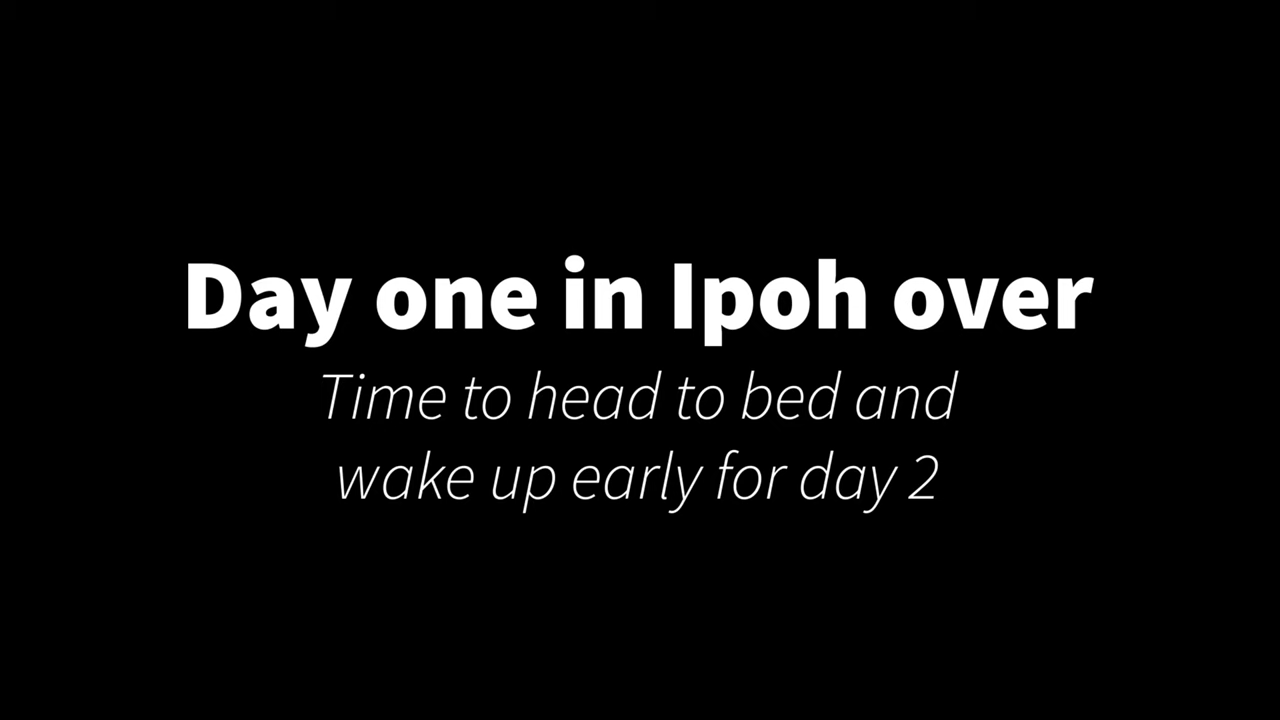 Day one in Ipoh over
Time to head to bed and
wake up early for day 2